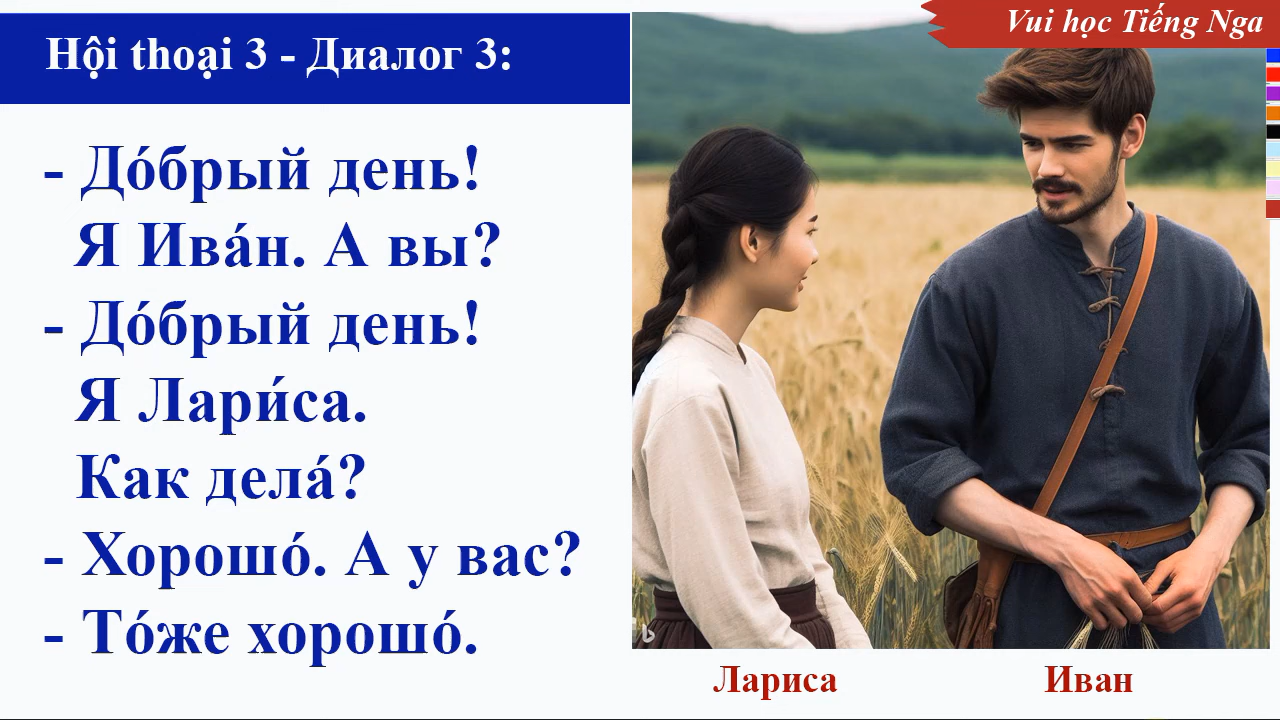 Vui học Tiếng Nga
Hội thoại 3 - Диалог 3:
- До́брый день!
Я Ива́н. А вы?
- До́брый день!
Я Лари́са.
Как дела́?
- Хорошо́. А у вас?
- То́же хорошо́.
Лариса
Иван